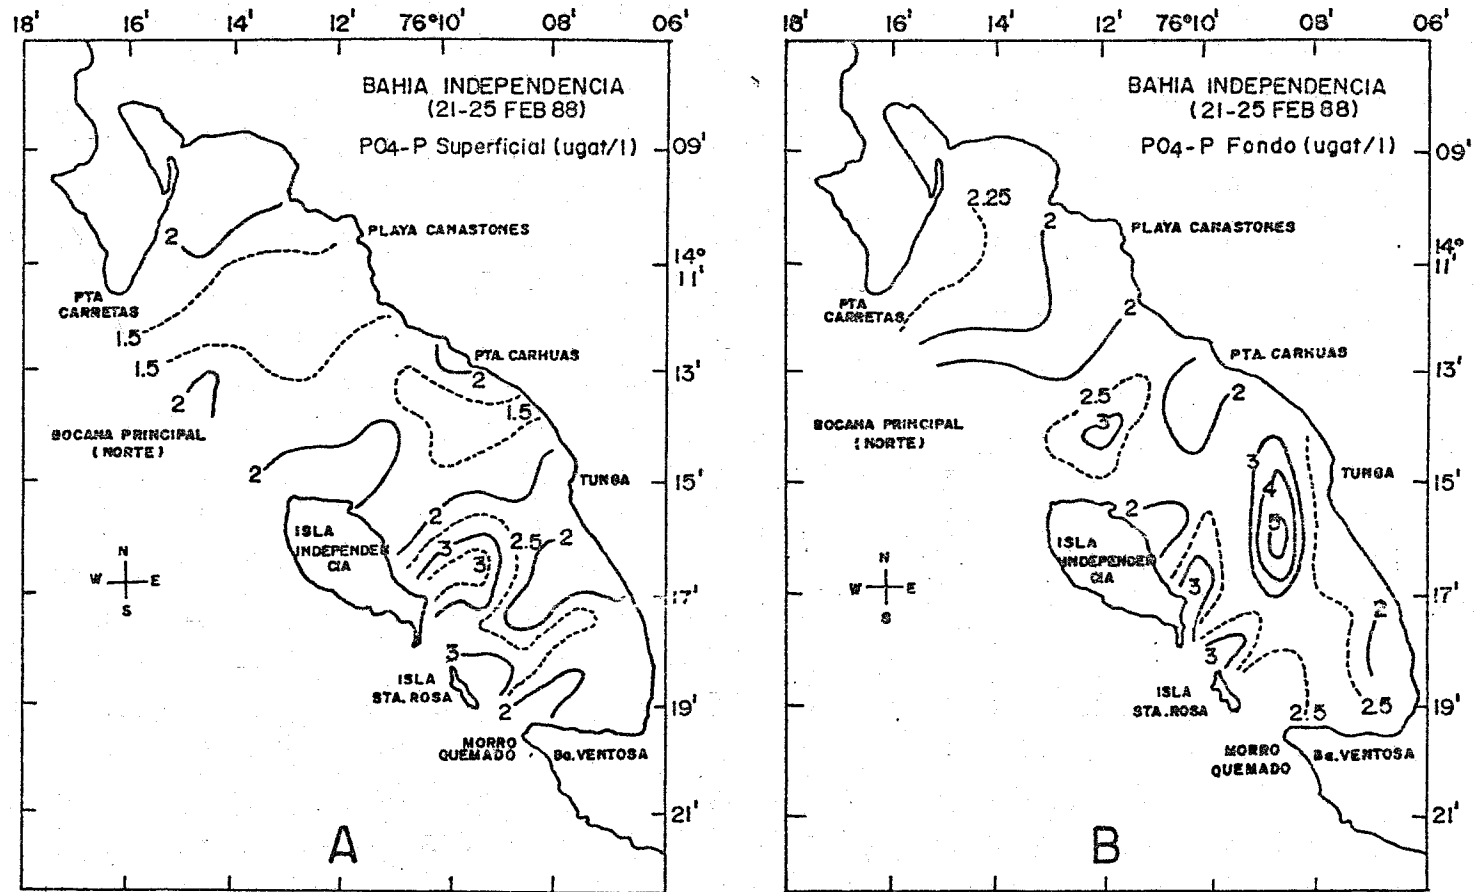 18' 16' 14' 12' 76°10' 08' 06'
BAHIA INDEPENDENCIA
(21-25 FEB 88)
PO4-P Superficial (ugat/l)
09'
2
PLAYA CANASTONES
14°
11'
PTA
CARRETAS
1.5
1.5
PTA. CARHUAS
2
13'
2
1.5
BOCANA PRINCIPAL
(NORTE)
2
TUNGA
15'
2
ISLA
INDEPENDEN
CIA
3
2.5
2
3
N
W E
S
17'
3
ISLA
STA. ROSA
2
19'
MORRO
QUEMADO
Ba. VENTOSA
21'
A
18' 16' 14' 12' 76°10' 08' 06'
BAHIA INDEPENDENCIA
(21-25 FEB 88)
PO4-P Fondo (ugat/l)
09'
2.25
2
PLAYA CANASTONES
14°
11'
PTA
CARRETAS
2
PTA. CARHUAS
13'
2.5
2
3
BOCANA PRINCIPAL
(NORTE)
3
TUNGA
4
15'
2
ISLA
INDEPENDEN
CIA
N
W E
S
3
17'
3
ISLA
STA. ROSA
2.5
2.5
19'
MORRO
QUEMADO
Ba. VENTOSA
21'
B